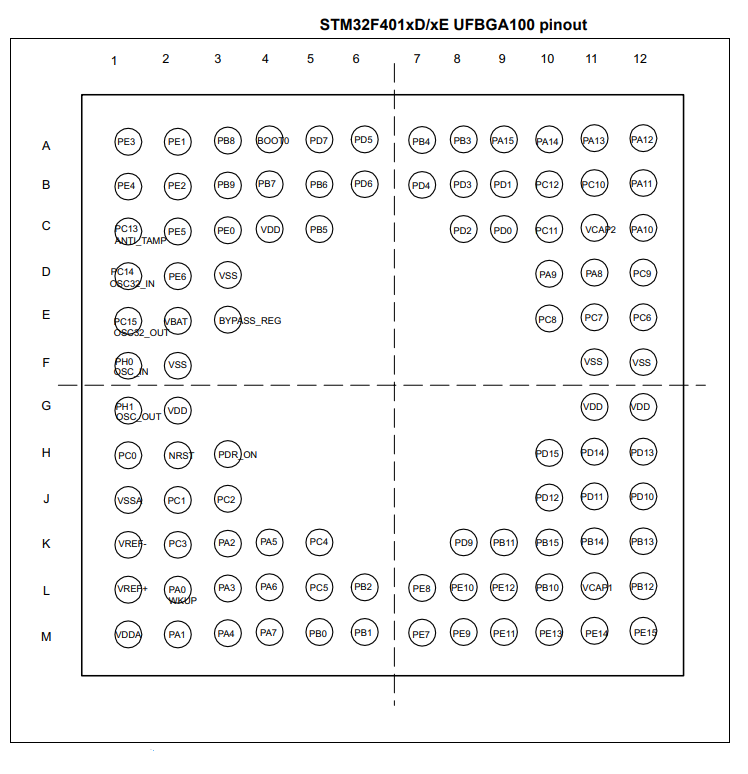 STM32F401xD/xE UFBGA100 pinout
1 2 3 4 5 6 7 8 9 10 11 12
A PE3 PE1 PB8 BOOT0 PD7 PD5 PB4 PB3 PA15 PA14 PA13 PA12
B PE4 PE2 PB9 PB7 PB6 PD6 PD4 PD3 PD1 PC12 PC10 PA11
C PC13 PE5 PE0 VDD PB5 PD2 PD0 PC11 VCAP2 PA10
ANTI_TAMP
D PC14 PE6 VSS PA9 PA8 PC9
OSC32_IN
E PC15 VBAT BYPASS_REG PC8 PC7 PC6
OSC32_OUT
F PH0 VSS VSS VSS
OSC_IN
G PH1 VDD VDD VDD
OSC_OUT
H PC0 NRST PDR_ON PD15 PD14 PD13
J VSSA PC1 PC2 PD12 PD11 PD10
K VREF- PC3 PA2 PA5 PC4 PD9 PB11 PB15 PB14 PB13
L VREF+ PA0 PA3 PA6 PC5 PB2 PE8 PE10 PE12 PB10 VCAP1 PB12
WKUP
M VDDA PA1 PA4 PA7 PB0 PB1 PE7 PE9 PE11 PE13 PE14 PE15